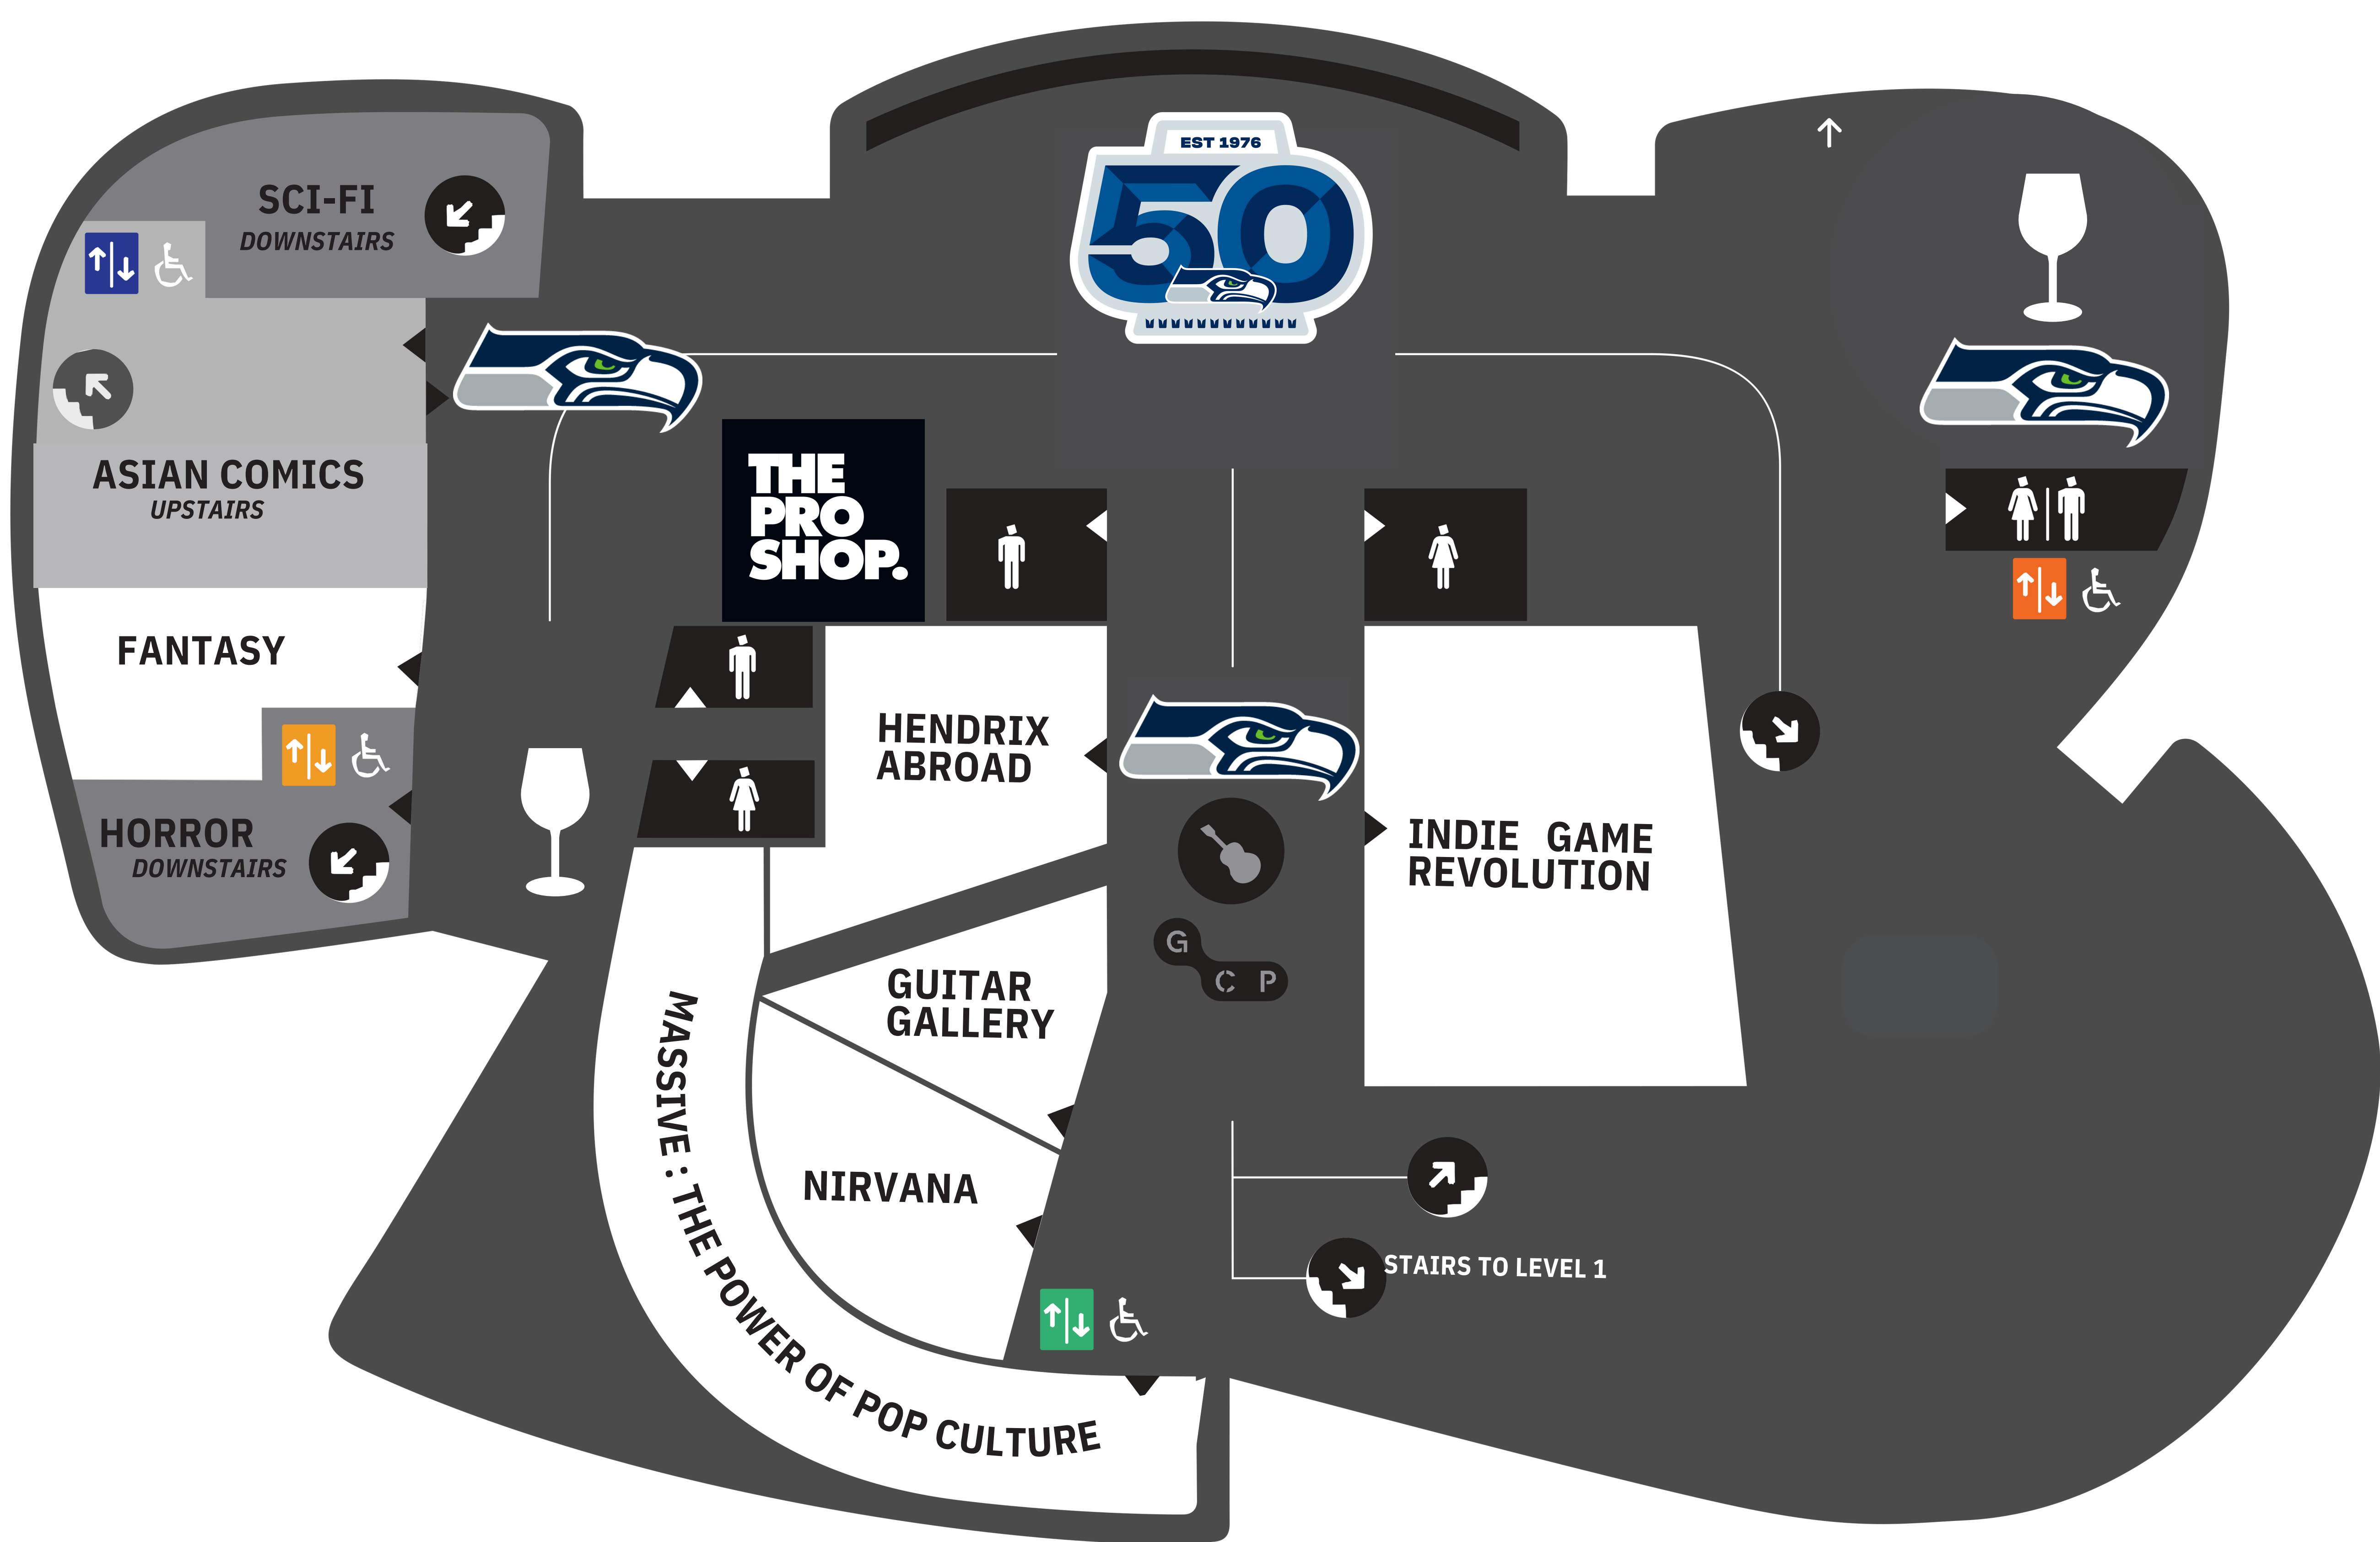 EST 1976
50
SCI-FI
DOWNSTAIRS
ASIAN COMICS
UPSTAIRS
THE
PRO
SHOP.
FANTASY
HENDRIX
ABROAD
HORROR
DOWNSTAIRS
INDIE GAME
REVOLUTION
G
C P
GUITAR
GALLERY
NIRVANA
MASSIVE : THE POWER OF POP CULTURE
STAIRS TO LEVEL 1